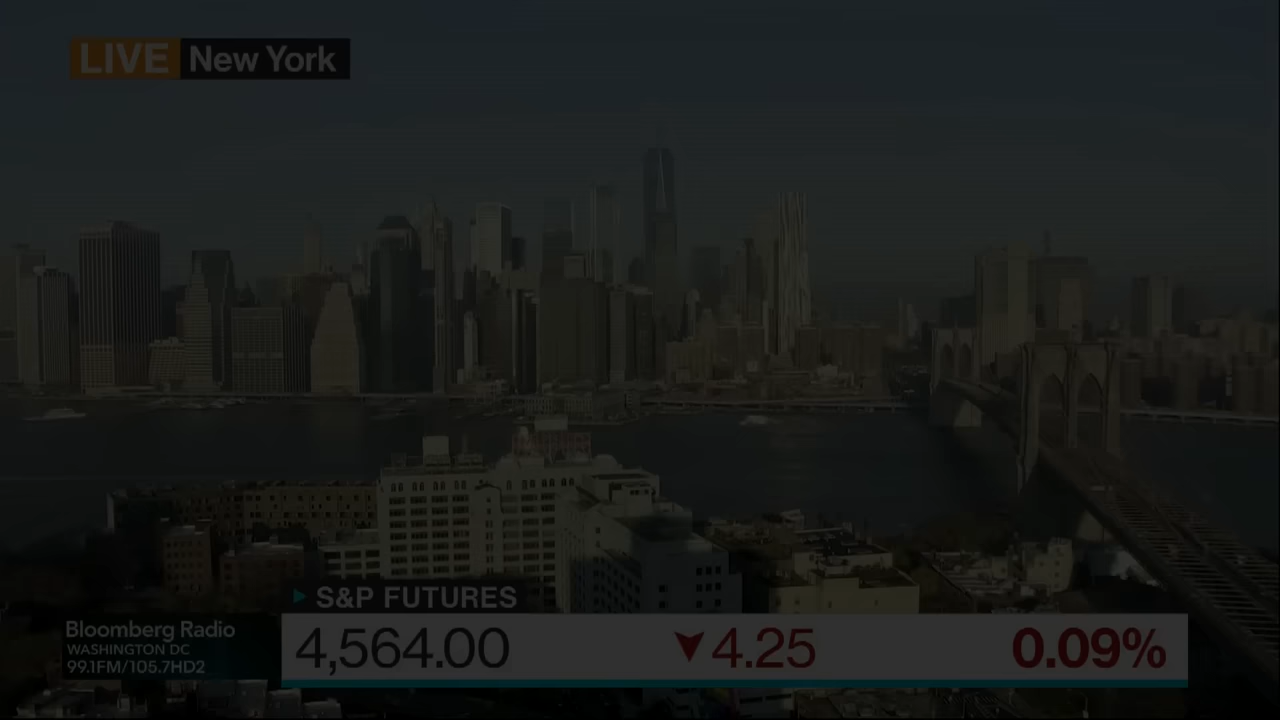 LIVE New York
S&P FUTURES
4,564.00 ▼4.25 0.09%
Bloomberg Radio
WASHINGTON DC
99.1FM/105.7HD2